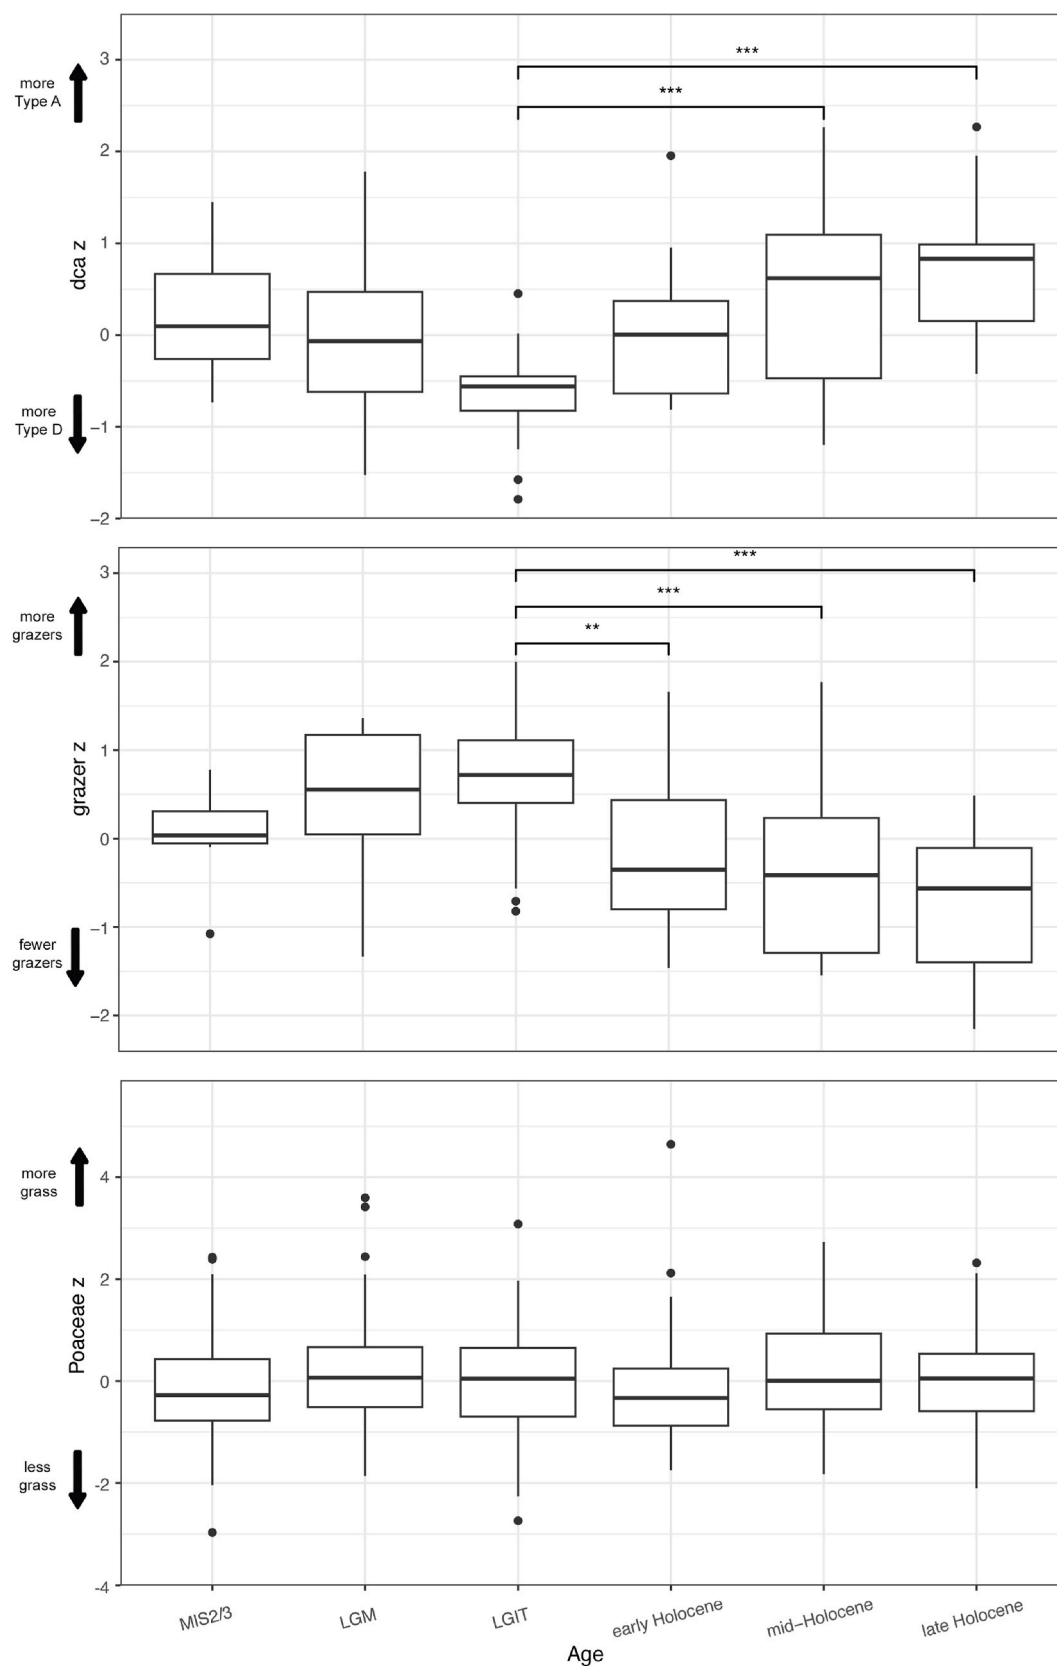 ***
3
more
Type A
***
2
1
dca z
0
more
Type D
−1
−2
***
3
***
more
grazers
**
2
1
grazer z
0
−1
fewer
grazers
−2
more
grass
4
2
Poaceae z
0
less
grass
-2
-4
MIS2/3
LGM
LGIT
early Holocene
mid−Holocene
late Holocene
Age